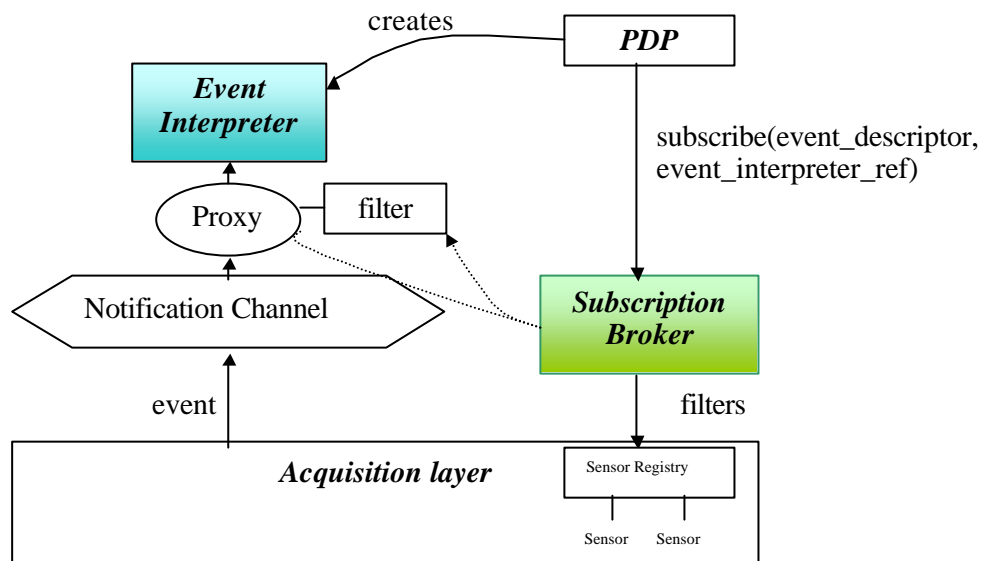 creates
PDP
Event
Interpreter
subscribe(event_descriptor,
event_interpreter_ref)
Proxy
filter
Notification Channel
Subscription
Broker
event
filters
Acquisition layer
Sensor Registry
Sensor
Sensor